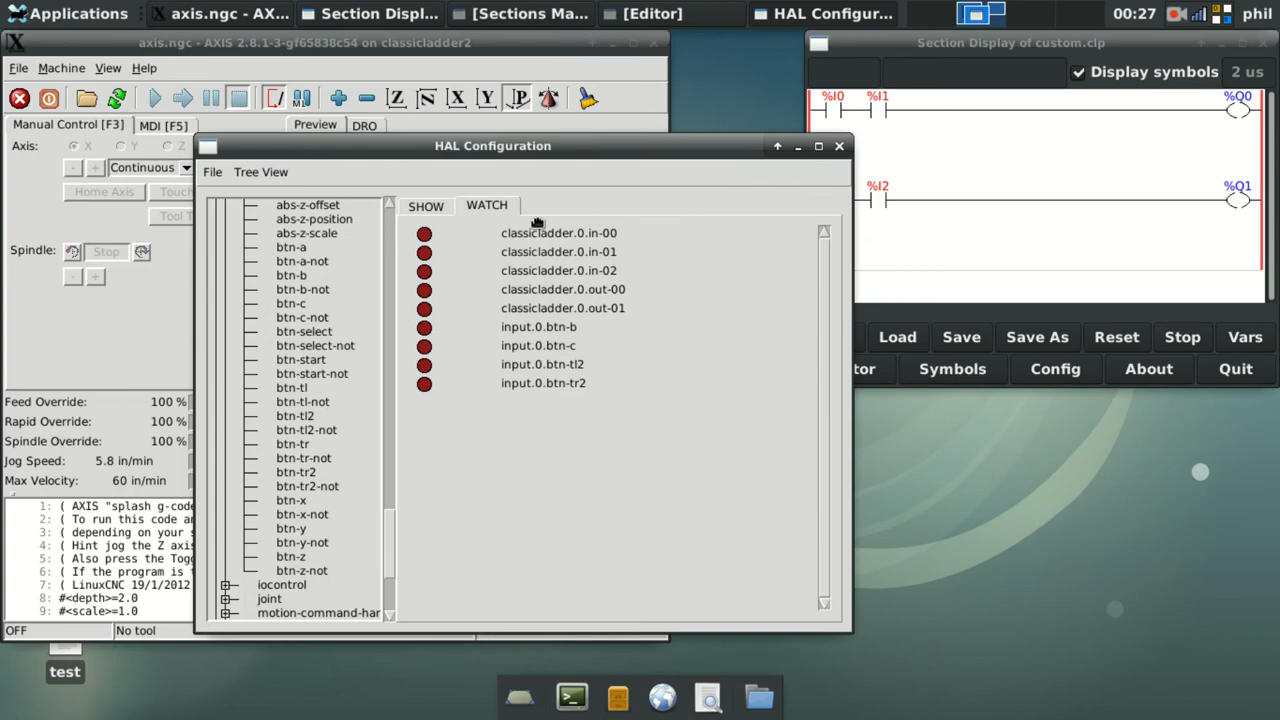 Applications
axis.ngc - AX...
Section Displ...
[Sections Ma...
[Editor]
HAL Configur...
00:27
phil
axis.ngc - AXIS 2.8.1-3-gf65838c54 on classicladder2
File Machine View Help
Manual Control [F3]
MDI [F5]
Preview
DRO
Axis:
X
Y
Z
- +
Continuous
Home Axis
Touch
Tool T
Spindle:
Stop
- +
Feed Override: 100 %
Rapid Override: 100 %
Spindle Override: 100 %
Jog Speed: 5.8 in/min
Max Velocity: 60 in/min
1: ( AXIS "splash g-code
2: ( To run this code an
3: ( depending on your s
4: ( Hint jog the Z axis
5: ( Also press the Togg
6: ( If the program is t
7: ( LinuxCNC 19/1/2012
8: #<depth>=2.0
9: #<scale>=1.0
OFF
No tool
HAL Configuration
File Tree View
abs-z-offset
abs-z-position
abs-z-scale
btn-a
btn-a-not
btn-b
btn-b-not
btn-c
btn-c-not
btn-select
btn-select-not
btn-start
btn-start-not
btn-tl
btn-tl-not
btn-tl2
btn-tl2-not
btn-tr
btn-tr-not
btn-tr2
btn-tr2-not
btn-x
btn-x-not
btn-y
btn-y-not
btn-z
btn-z-not
iocontrol
joint
motion-command-har
SHOW
WATCH
classicladder.0.in-00
classicladder.0.in-01
classicladder.0.in-02
classicladder.0.out-00
classicladder.0.out-01
input.0.btn-b
input.0.btn-c
input.0.btn-tl2
input.0.btn-tr2
Section Display of custom.clp
Display symbols
2 us
%I0 %I1 %Q0
%I2 %Q1
Load Save Save As Reset Stop Vars
tor Symbols Config About Quit
test